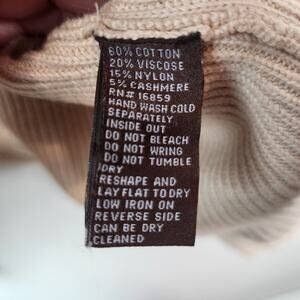 60% COTTON
20% VISCOSE
15% NYLON
5% CASHMERE
RN# 16859
HAND WASH COLD
SEPARATELY
INSIDE OUT
DO NOT BLEACH
DO NOT WRING
DO NOT TUMBLE
DRY
RESHAPE AND
LAY FLAT TO DRY
LOW IRON ON
REVERSE SIDE
CAN BE DRY
CLEANED